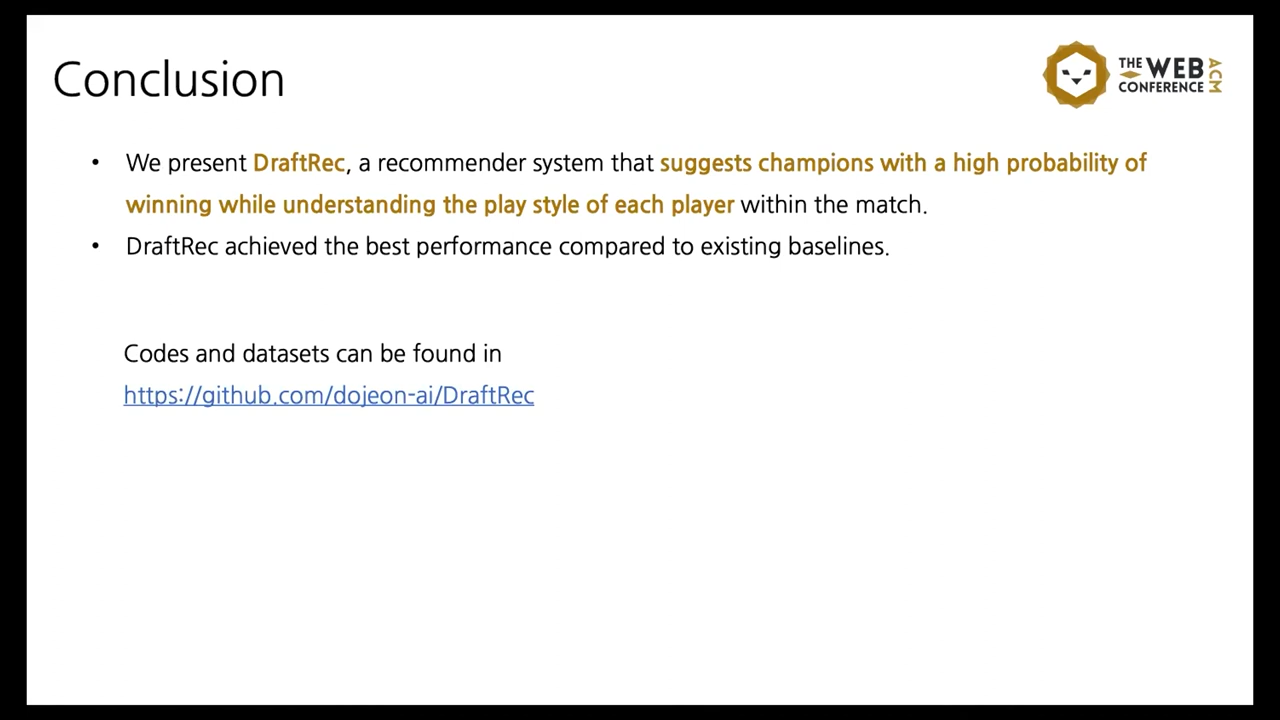 Conclusion
THE WEB CONFERENCE ACM
• We present DraftRec, a recommender system that suggests champions with a high probability of
winning while understanding the play style of each player within the match.
• DraftRec achieved the best performance compared to existing baselines.
Codes and datasets can be found in
https://github.com/dojeon-ai/DraftRec